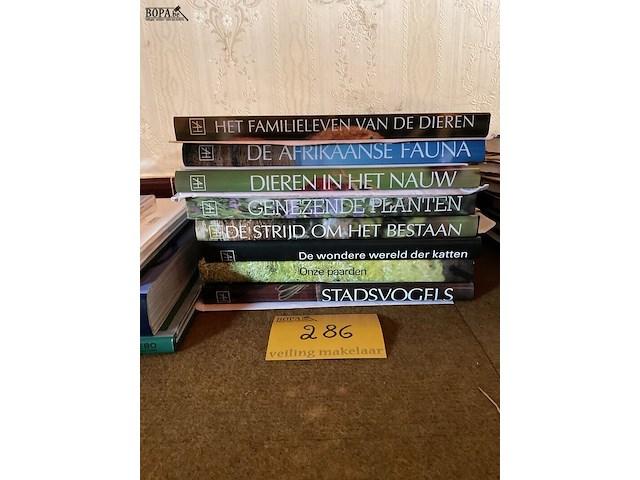 BOPA
HET FAMILIELEVEN VAN DE DIEREN
DE AFRIKAANSE FAUNA
DIEREN IN HET NAUW
GENEZENDE PLANTEN
DE STRIJD OM HET BESTAAN
De wondere wereld der katten
Onze paarden
STADSVOGELS
BOPA
286
veiling makelaar